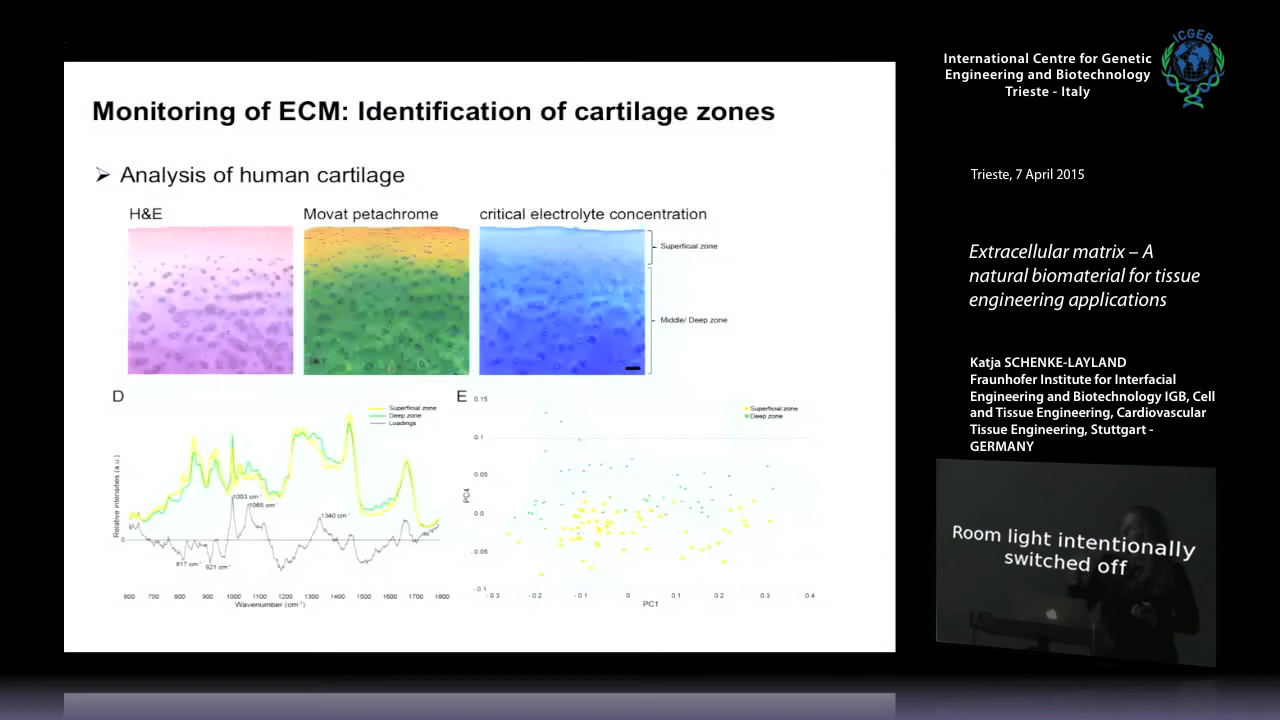 Monitoring of ECM: Identification of cartilage zones
Analysis of human cartilage
H&E
Movat petachrome
critical electrolyte concentration
Superficial zone
Middle/ Deep zone
D
Superficial zone
Deep zone
Loadings
Relative intensities (a.u.)
0
1003 cm⁻¹
1066 cm⁻¹
1340 cm⁻¹
817 cm⁻¹
921 cm⁻¹
600 700 800 900 1000 1100 1200 1300 1400 1500 1600 1700 1800
Wavenumber (cm⁻¹)
E
Superficial zone
Deep zone
0.15
0.1
0.05
0.0
-0.05
-0.1
PC4
-0.3 -0.2 -0.1 0 0.1 0.2 0.3 0.4
PC1
International Centre for Genetic
Engineering and Biotechnology
Trieste - Italy
ICGEB
Trieste, 7 April 2015
Extracellular matrix – A
natural biomaterial for tissue
engineering applications
Katja SCHENKE-LAYLAND
Fraunhofer Institute for Interfacial
Engineering and Biotechnology IGB, Cell
and Tissue Engineering, Cardiovascular
Tissue Engineering, Stuttgart -
GERMANY
Room light intentionally
switched off